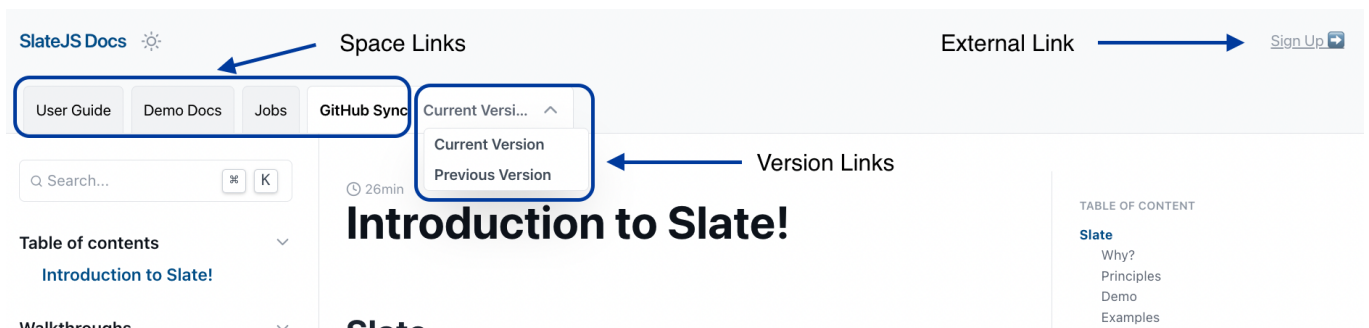 SlateJS Docs
Space Links
External Link
Sign Up ➡️
User Guide
Demo Docs
Jobs
GitHub Sync
Current Versi...
Current Version
Previous Version
Version Links
Search...
⌘ K
26min
Introduction to Slate!
Table of contents
Introduction to Slate!
Walkthroughs
Slate
TABLE OF CONTENT
Slate
Why?
Principles
Demo
Examples